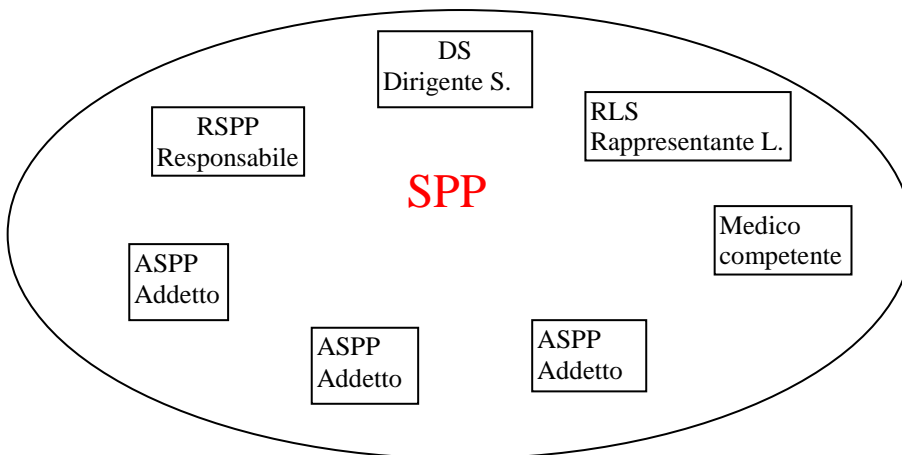 DS
Dirigente S.
RLS
Rappresentante L.
RSPP
Responsabile
SPP
Medico
competente
ASPP
Addetto
ASPP
Addetto
ASPP
Addetto